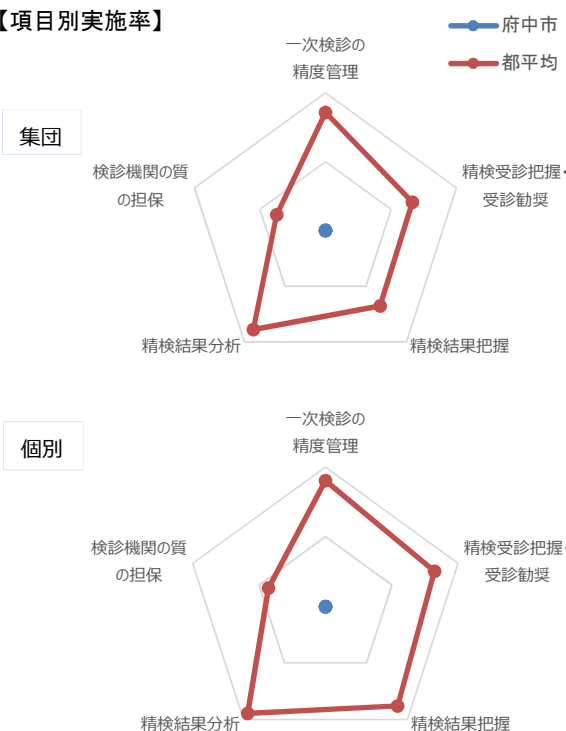 【項目別実施率】
府中市
都平均
集団
一次検診の
精度管理
精検受診把握・
受診勧奨
精検結果把握
精検結果分析
検診機関の質
の担保
個別
一次検診の
精度管理
精検受診把握・
受診勧奨
精検結果把握
精検結果分析
検診機関の質
の担保